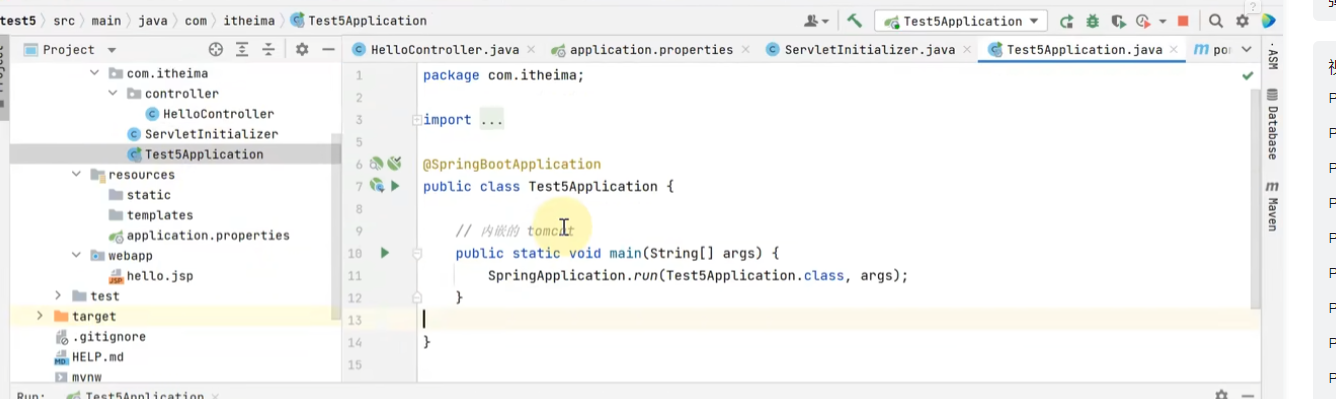 test5 > src > main > java > com > itheima > Test5Application
Test5Application
Project
HelloController.java
application.properties
ServletInitializer.java
Test5Application.java
ASM
Database
Maven
com.itheima
controller
HelloController
ServletInitializer
Test5Application
resources
static
templates
application.properties
webapp
hello.jsp
test
target
.gitignore
HELP.md
mvnw
1 package com.itheima;
2
3 import ...
5
6 @SpringBootApplication
7 public class Test5Application {
8
9 // 内嵌的 tomcat
10 public static void main(String[] args) {
11 SpringApplication.run(Test5Application.class, args);
12 }
13
14 }
15
Run: Test5Application